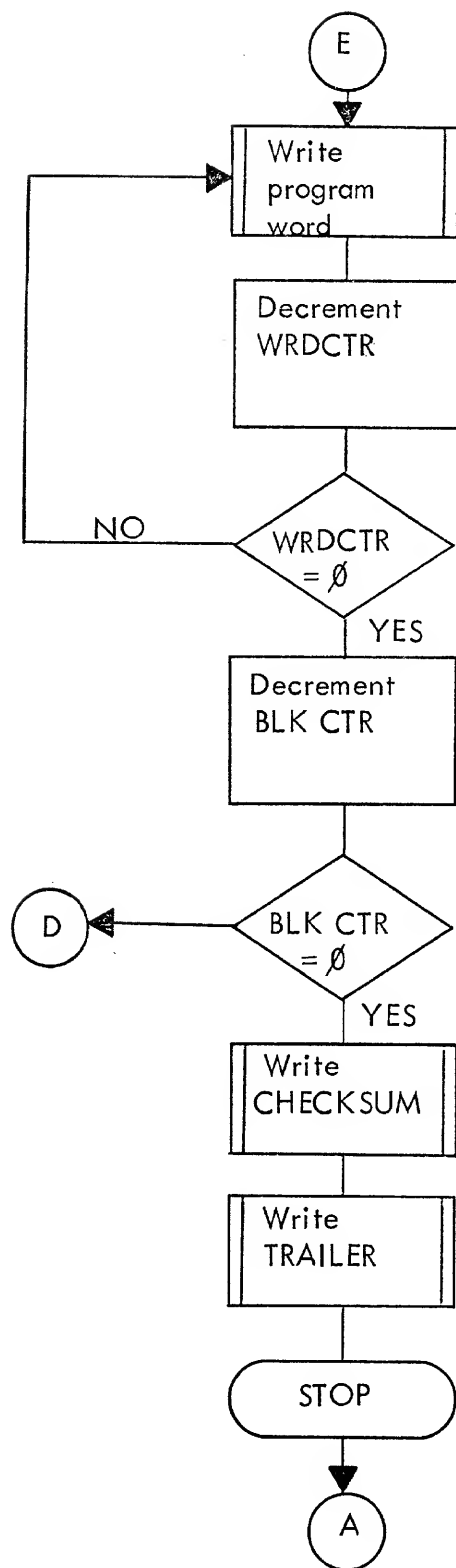 E
Write
program
word
Decrement
WRDCTR
NO
WRDCTR
= Ø
YES
Decrement
BLK CTR
D
BLK CTR
= Ø
YES
Write
CHECKSUM
Write
TRAILER
STOP
A